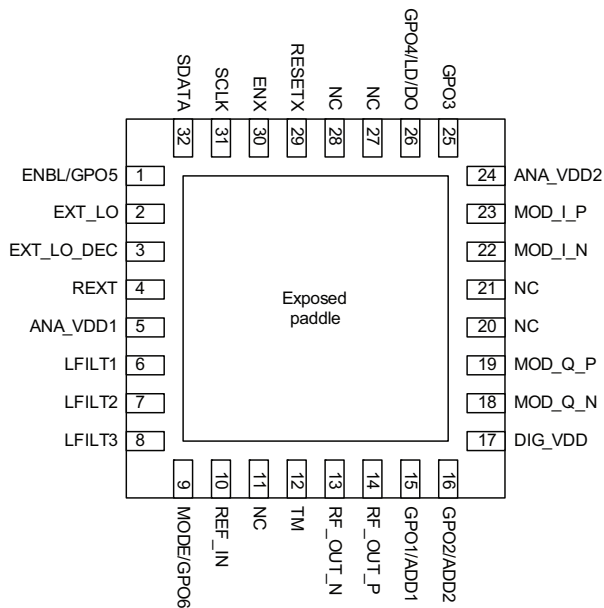 SDATA
SCLK
ENX
RESETX
NC
NC
GPO4/LD/DO
GPO3
32
31
30
29
28
27
26
25
ENBL/GPO5 1
EXT_LO 2
EXT_LO_DEC 3
REXT 4
ANA_VDD1 5
LFILT1 6
LFILT2 7
LFILT3 8
Exposed
paddle
24 ANA_VDD2
23 MOD_I_P
22 MOD_I_N
21 NC
20 NC
19 MOD_Q_P
18 MOD_Q_N
17 DIG_VDD
9
10
11
12
13
14
15
16
MODE/GPO6
REF_IN
NC
TM
RF_OUT_N
RF_OUT_P
GPO1/ADD1
GPO2/ADD2